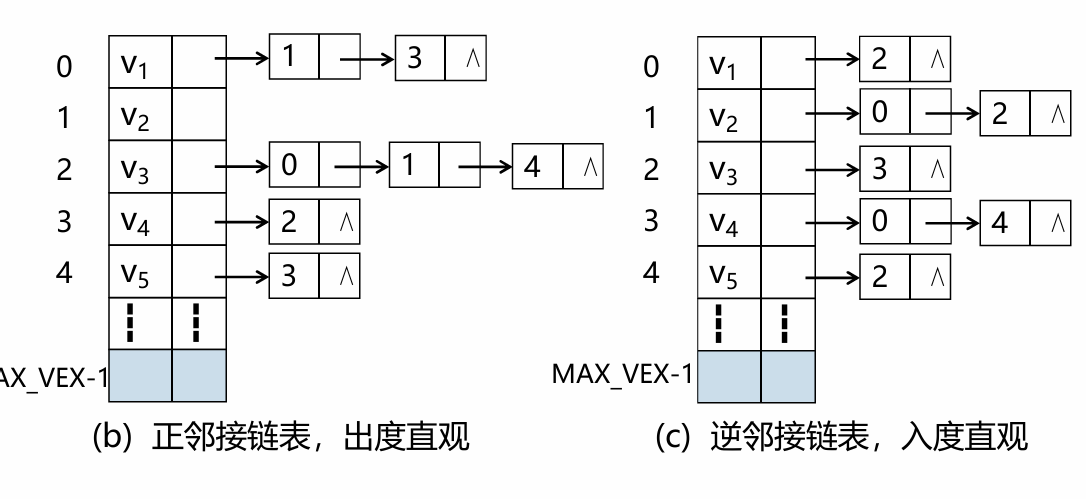 0 v1 1 3 ∧
1 v2
2 v3 0 1 4 ∧
3 v4 2 ∧
4 v5 3 ∧
AX_VEX-1
(b) 正邻接链表，出度直观
0 v1 2 ∧
1 v2 0 2 ∧
2 v3 3 ∧
3 v4 0 4 ∧
4 v5 2 ∧
MAX_VEX-1
(c) 逆邻接链表，入度直观